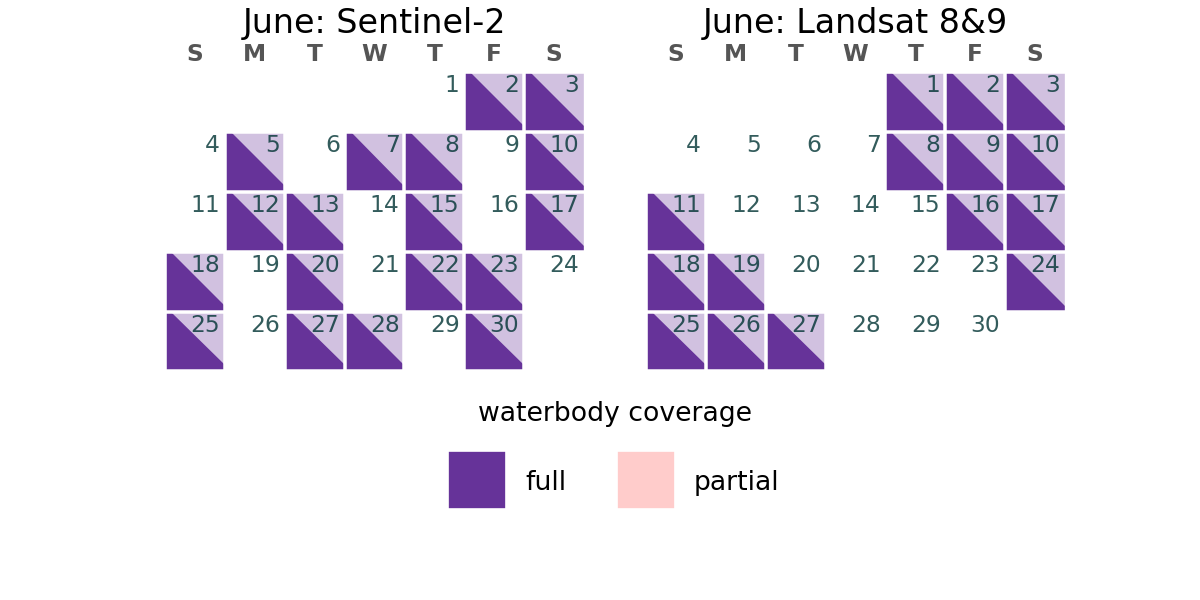 June: Sentinel-2
S M T W T F S
1 2 3
4 5 6 7 8 9 10
11 12 13 14 15 16 17
18 19 20 21 22 23 24
25 26 27 28 29 30
June: Landsat 8&9
S M T W T F S
1 2 3
4 5 6 7 8 9 10
11 12 13 14 15 16 17
18 19 20 21 22 23 24
25 26 27 28 29 30
waterbody coverage
full
partial